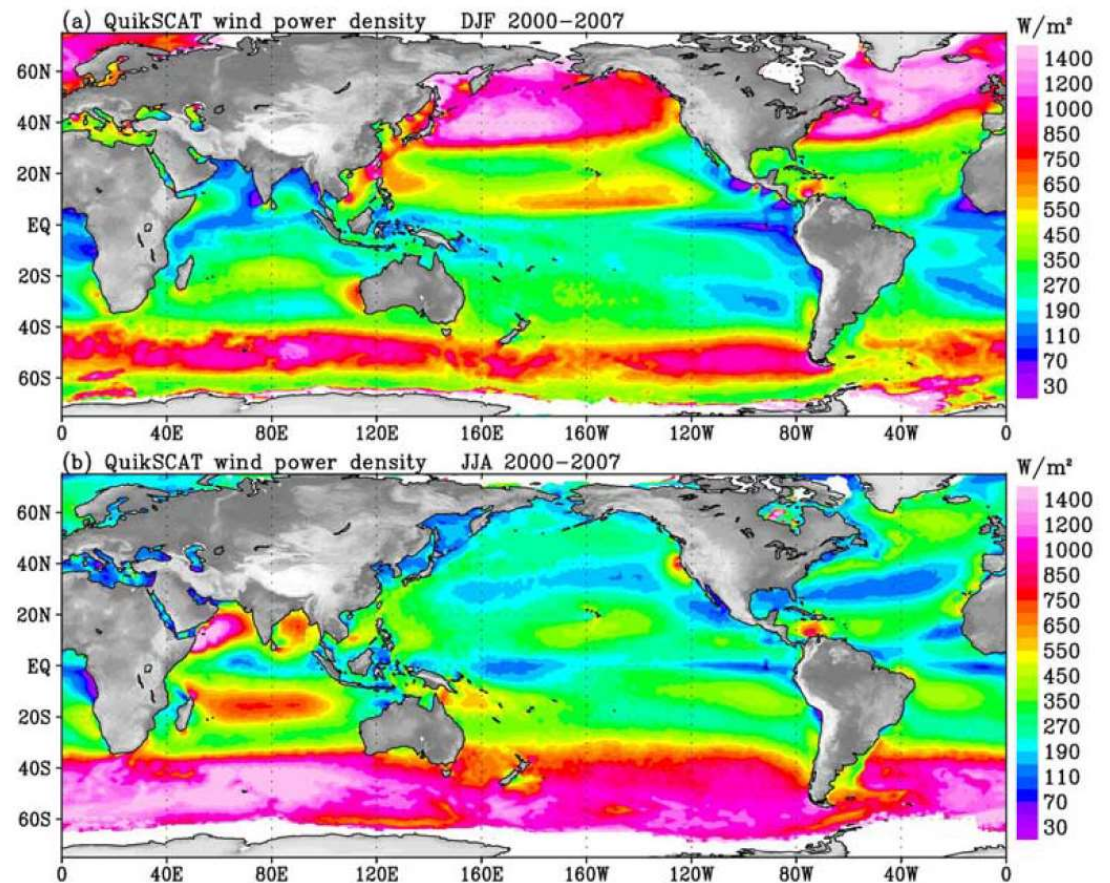 (a) QuikSCAT wind power density DJF 2000-2007 W/m²
60N
40N
20N
EQ
20S
40S
60S
0 40E 80E 120E 160E 160W 120W 80W 40W 0
1400
1200
1000
850
750
650
550
450
350
270
190
110
70
30
(b) QuikSCAT wind power density JJA 2000-2007 W/m²
60N
40N
20N
EQ
20S
40S
60S
0 40E 80E 120E 160E 160W 120W 80W 40W 0
1400
1200
1000
850
750
650
550
450
350
270
190
110
70
30